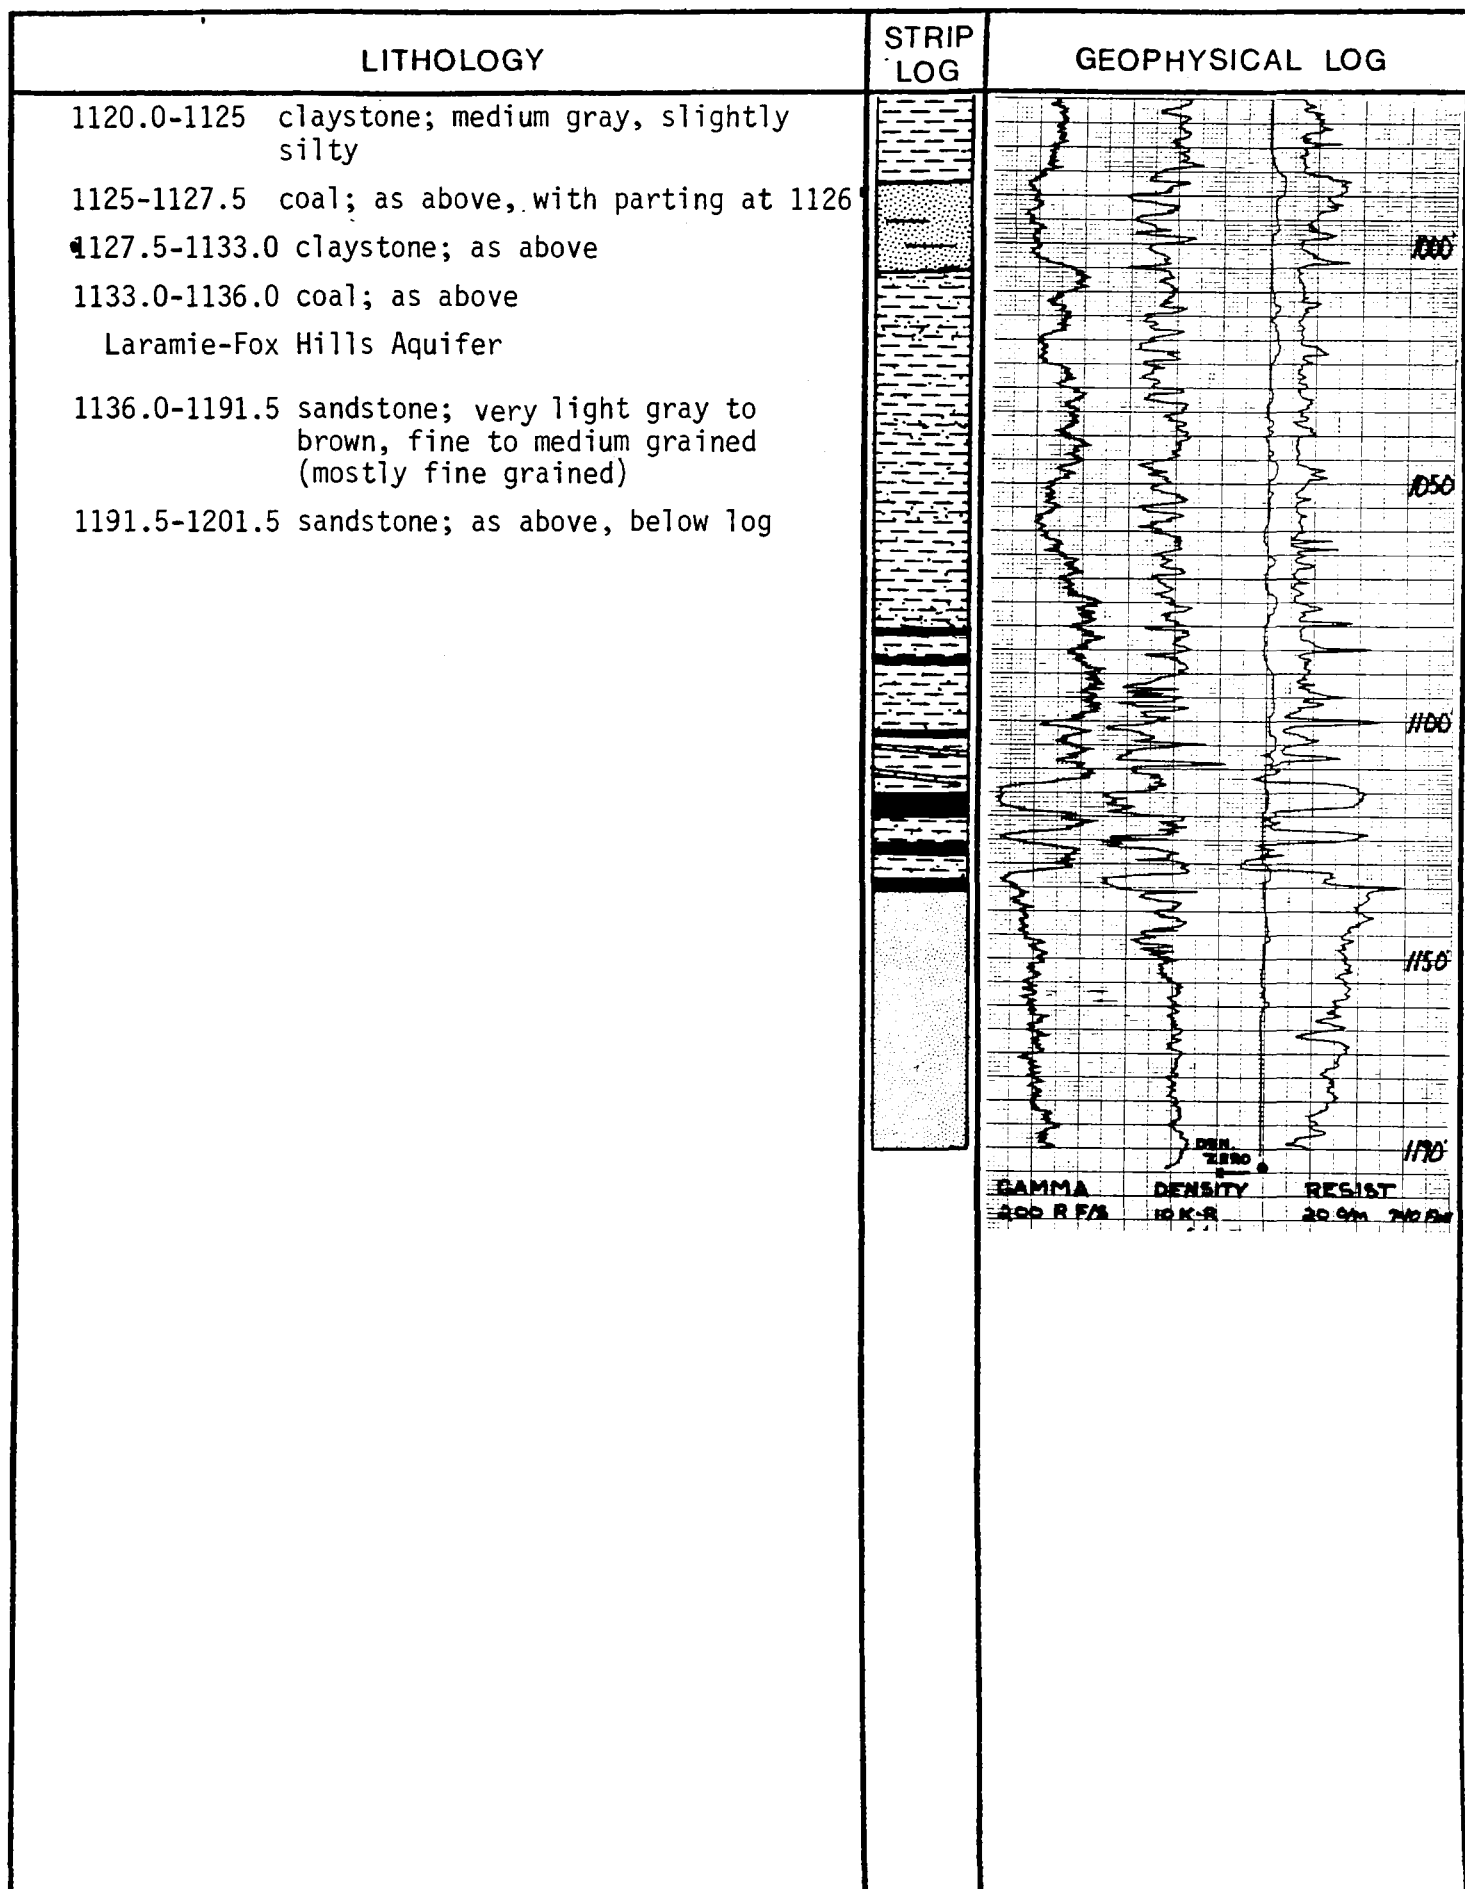 LITHOLOGY
STRIP
LOG
GEOPHYSICAL LOG
1120.0-1125 claystone; medium gray, slightly
silty
1125-1127.5 coal; as above, with parting at 1126'
1127.5-1133.0 claystone; as above
1133.0-1136.0 coal; as above
Laramie-Fox Hills Aquifer
1136.0-1191.5 sandstone; very light gray to
brown, fine to medium grained
(mostly fine grained)
1191.5-1201.5 sandstone; as above, below log
1000'
1050
1100'
1150'
1190'
DEN.
ZERO
GAMMA DENSITY RESIST
200 R F/S 10 K-R 20